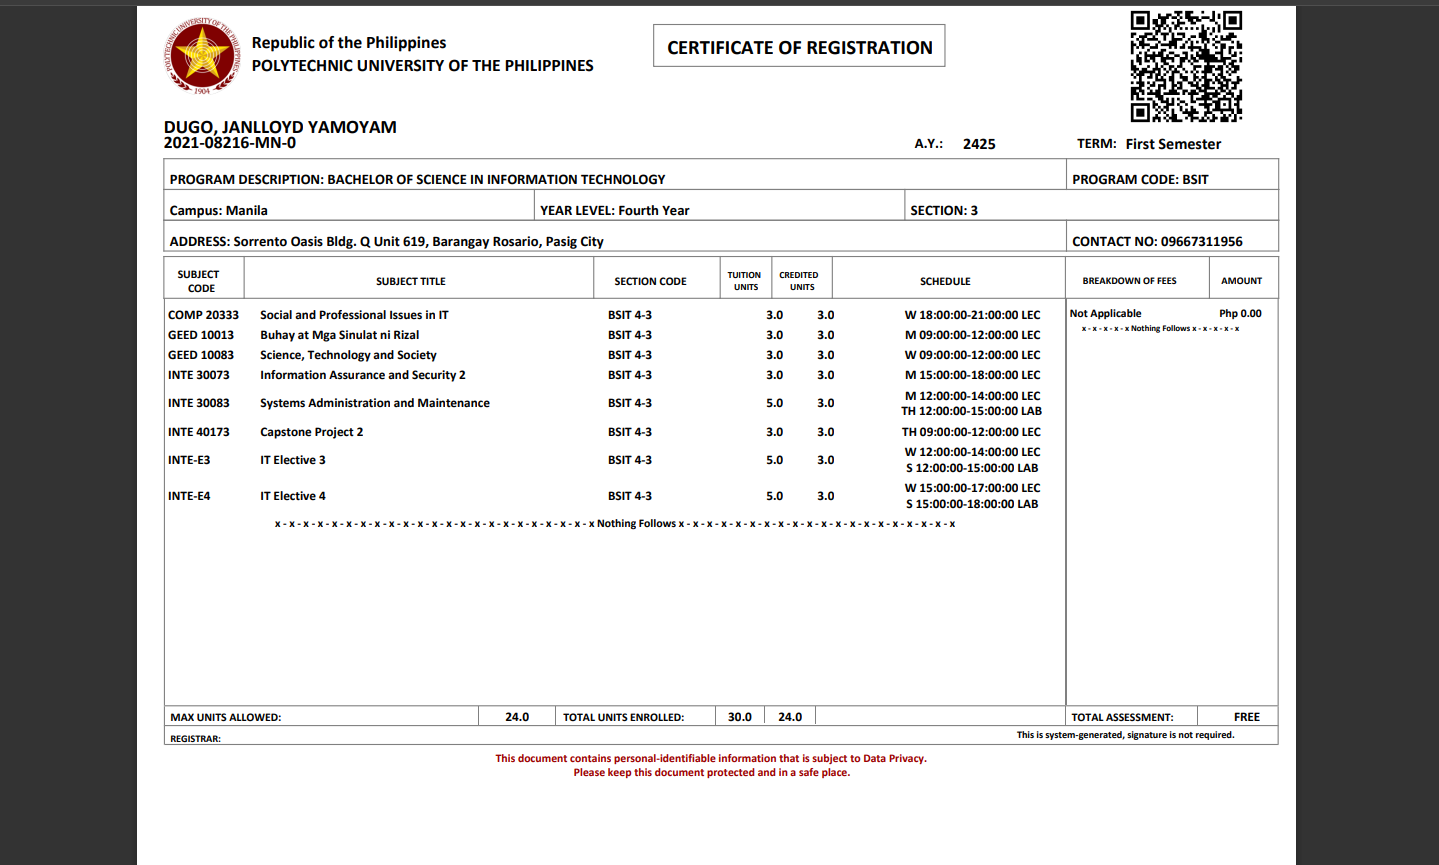 Republic of the Philippines
POLYTECHNIC UNIVERSITY OF THE PHILIPPINES
CERTIFICATE OF REGISTRATION
POLYTECHNIC UNIVERSITY OF THE PHILIPPINES
1904
DUGO, JANLLOYD YAMOYAM
2021-08216-MN-0
A.Y.: 2425 TERM: First Semester
PROGRAM DESCRIPTION: BACHELOR OF SCIENCE IN INFORMATION TECHNOLOGY PROGRAM CODE: BSIT
Campus: Manila YEAR LEVEL: Fourth Year SECTION: 3
ADDRESS: Sorrento Oasis Bldg. Q Unit 619, Barangay Rosario, Pasig City CONTACT NO: 09667311956
SUBJECT CODE SUBJECT TITLE SECTION CODE TUITION UNITS CREDITED UNITS SCHEDULE BREAKDOWN OF FEES AMOUNT
COMP 20333 Social and Professional Issues in IT BSIT 4-3 3.0 3.0 W 18:00:00-21:00:00 LEC Not Applicable Php 0.00
x - x - x - x - x Nothing Follows x - x - x - x - x
GEED 10013 Buhay at Mga Sinulat ni Rizal BSIT 4-3 3.0 3.0 M 09:00:00-12:00:00 LEC
GEED 10083 Science, Technology and Society BSIT 4-3 3.0 3.0 W 09:00:00-12:00:00 LEC
INTE 30073 Information Assurance and Security 2 BSIT 4-3 3.0 3.0 M 15:00:00-18:00:00 LEC
INTE 30083 Systems Administration and Maintenance BSIT 4-3 5.0 3.0 M 12:00:00-14:00:00 LEC
TH 12:00:00-15:00:00 LAB
INTE 40173 Capstone Project 2 BSIT 4-3 3.0 3.0 TH 09:00:00-12:00:00 LEC
INTE-E3 IT Elective 3 BSIT 4-3 5.0 3.0 W 12:00:00-14:00:00 LEC
S 12:00:00-15:00:00 LAB
INTE-E4 IT Elective 4 BSIT 4-3 5.0 3.0 W 15:00:00-17:00:00 LEC
S 15:00:00-18:00:00 LAB
x - x - x - x - x - x - x - x - x - x - x - x - x - x - x - x - x - x - x - x - x - x - x Nothing Follows x - x - x - x - x - x - x - x - x - x - x - x - x - x - x - x - x - x - x - x
MAX UNITS ALLOWED: 24.0 TOTAL UNITS ENROLLED: 30.0 24.0 TOTAL ASSESSMENT: FREE
REGISTRAR: This is system-generated, signature is not required.
This document contains personal-identifiable information that is subject to Data Privacy.
Please keep this document protected and in a safe place.